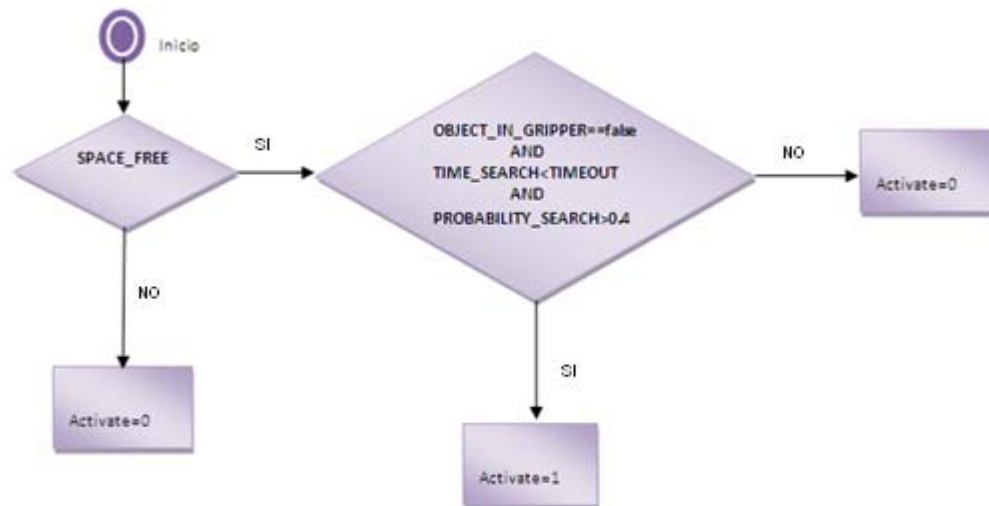 Inicio
SPACE_FREE
SI
OBJECT_IN_GRIPPER==false
AND
TIME_SEARCH<TIMEOUT
AND
PROBABILITY_SEARCH>0.4
NO
Activate=0
NO
SI
Activate=0
Activate=1